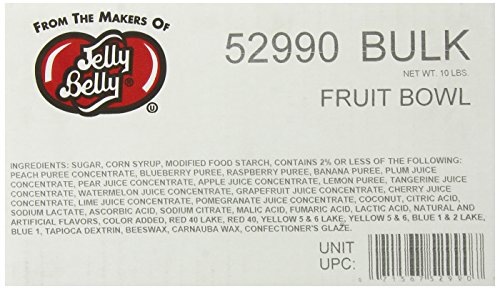 FROM THE MAKERS OF
Jelly
Belly®
U
52990 BULK
NET WT. 10 LBS.
FRUIT BOWL
INGREDIENTS: SUGAR, CORN SYRUP, MODIFIED FOOD STARCH, CONTAINS 2% OR LESS OF THE FOLLOWING:
PEACH PUREE CONCENTRATE, BLUEBERRY PUREE, RASPBERRY PUREE, BANANA PUREE, PLUM JUICE
CONCENTRATE, PEAR JUICE CONCENTRATE, APPLE JUICE CONCENTRATE, LEMON PUREE, TANGERINE JUICE
CONCENTRATE, WATERMELON JUICE CONCENTRATE, GRAPEFRUIT JUICE CONCENTRATE, CHERRY JUICE
CONCENTRATE, LIME JUICE CONCENTRATE, POMEGRANATE JUICE CONCENTRATE, COCONUT, CITRIC ACID,
SODIUM LACTATE, ASCORBIC ACID, SODIUM CITRATE, MALIC ACID, FUMARIC ACID, LACTIC ACID, NATURAL AND
ARTIFICIAL FLAVORS, COLOR ADDED, RED 40 LAKE, RED 40, YELLOW 5 & 6 LAKE, YELLOW 5 & 6, BLUE 1 & 2 LAKE,
BLUE 1, TAPIOCA DEXTRIN, BEESWAX, CARNAUBA WAX, CONFECTIONER'S GLAZE.
UNIT
UPC: